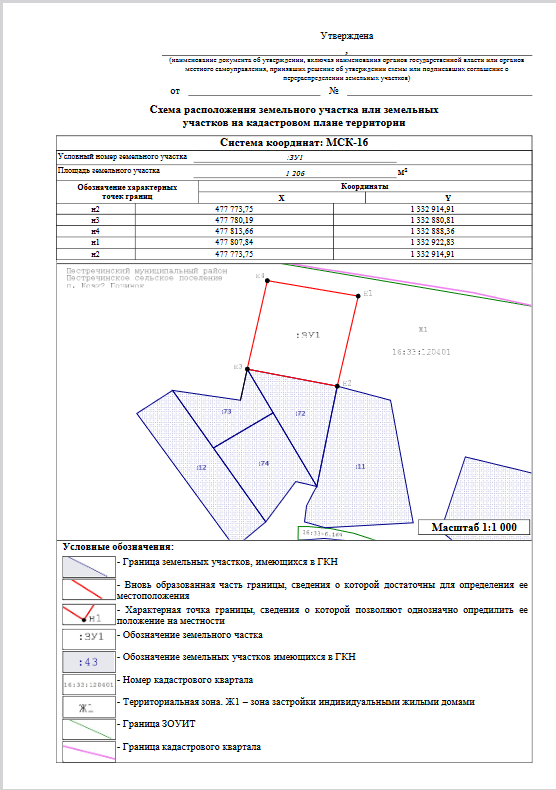 Утверждена
,
(наименование документа об утверждении, включая наименования органов государственной власти или органов
местного самоуправления, принявших решение об утверждении схемы или подписавших соглашение о
перераспределении земельных участков)
от № 
Схема расположения земельного участка или земельных
участков на кадастровом плане территории
Система координат: МСК-16
Условный номер земельного участка :ЗУ1
Площадь земельного участка 1 206 м²
Обозначение характерных точек границ Координаты
X Y
н2 477 773,75 1 332 914,91
н3 477 780,19 1 332 880,81
н4 477 813,66 1 332 888,36
н1 477 807,84 1 332 922,83
н2 477 773,75 1 332 914,91
Пестречинский муниципальный район
Пестречинское сельское поселение
н4
н1
:ЗУ1
Ж1
16:33:120401
н3
н2
:73
:72
:12
:74
:11
Масштаб 1:1 000
Условные обозначения:
- Граница земельных участков, имеющихся в ГКН
- Вновь образованная часть границы, сведения о которой достаточны для определения ее
местоположения
н1
- Характерная точка границы, сведения о которой позволяют однозначно опредилить ее
положение на местности
:ЗУ1
- Обозначение земельного частка
:43
- Обозначение земельных участков имеющихся в ГКН
16:33:120401
- Номер кадастрового квартала
Ж1
- Территориальная зона. Ж1 – зона застройки индивидуальными жилыми домами
- Граница ЗОУИТ
- Граница кадастрового квартала